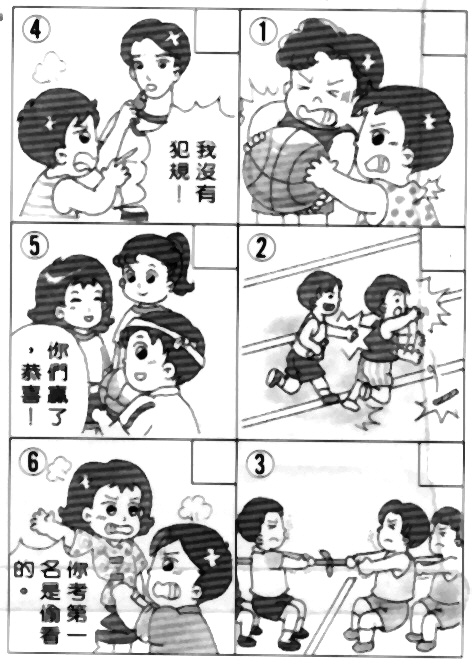 ①
②
③
④
我沒有
犯規！
⑤
你們贏了
，恭喜！
⑥
你考第一
名是偷看
的。